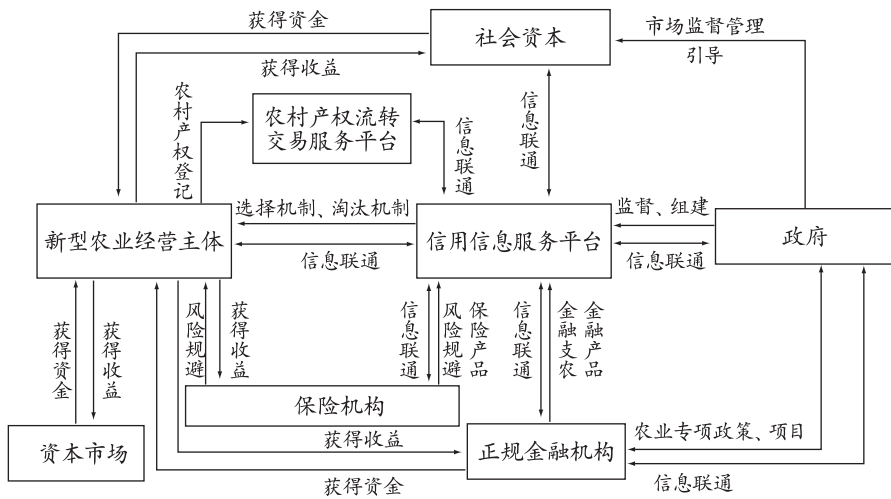 获得资金
社会资本
市场监督管理
引导
获得收益
农村产权登记
农村产权流转
交易服务平台
信息联通
信息联通
新型农业经营主体
选择机制、淘汰机制
信息联通
信用信息服务平台
监督、组建
信息联通
政府
获得资金
获得收益
风险规避
获得收益
信息联通
风险规避
保险产品
信息联通
金融支农
金融产品
保险机构
资本市场
获得收益
获得资金
正规金融机构
农业专项政策、项目
信息联通